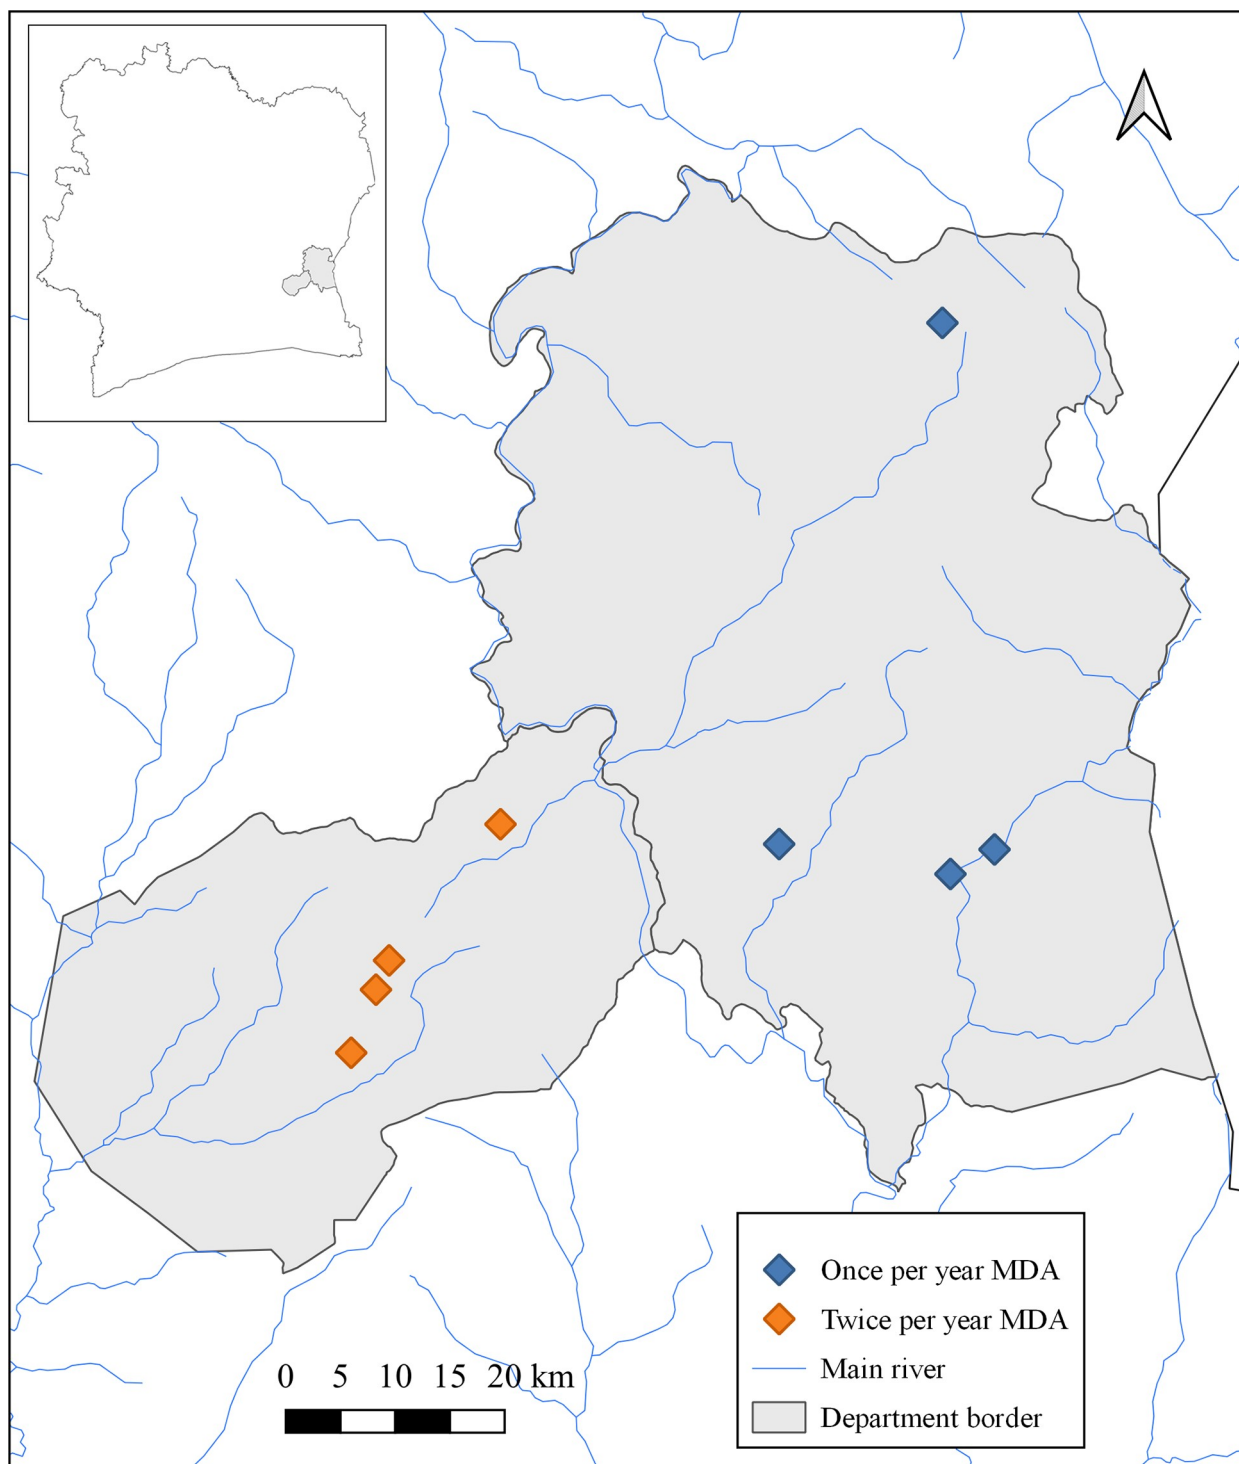 Once per year MDA
Twice per year MDA
Main river
Department border
0 5 10 15 20 km